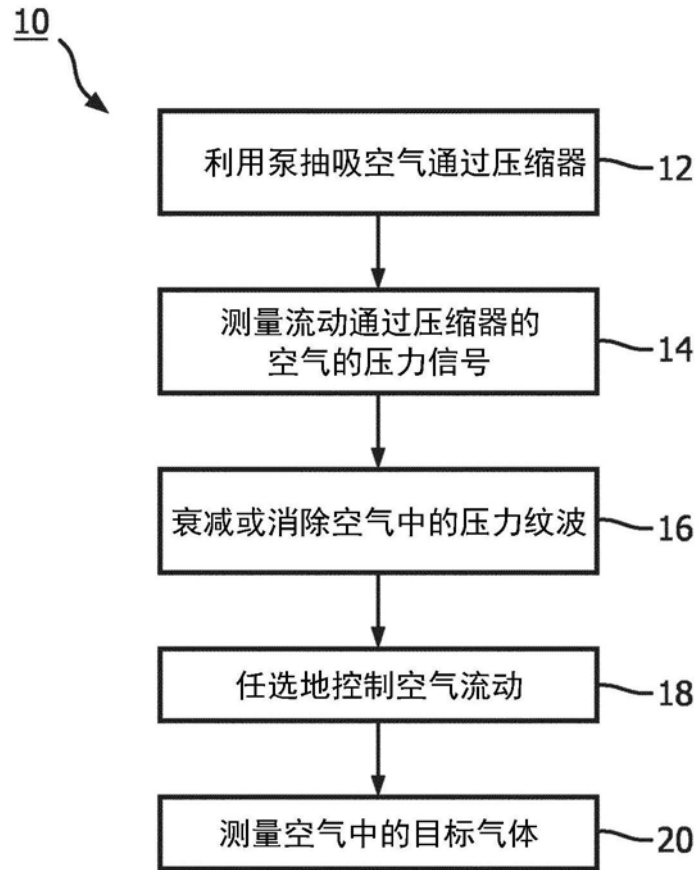 10
利用泵抽吸空气通过压缩器
12
测量流动通过压缩器的
空气的压力信号
14
衰减或消除空气中的压力纹波
16
任选地控制空气流动
18
测量空气中的目标气体
20